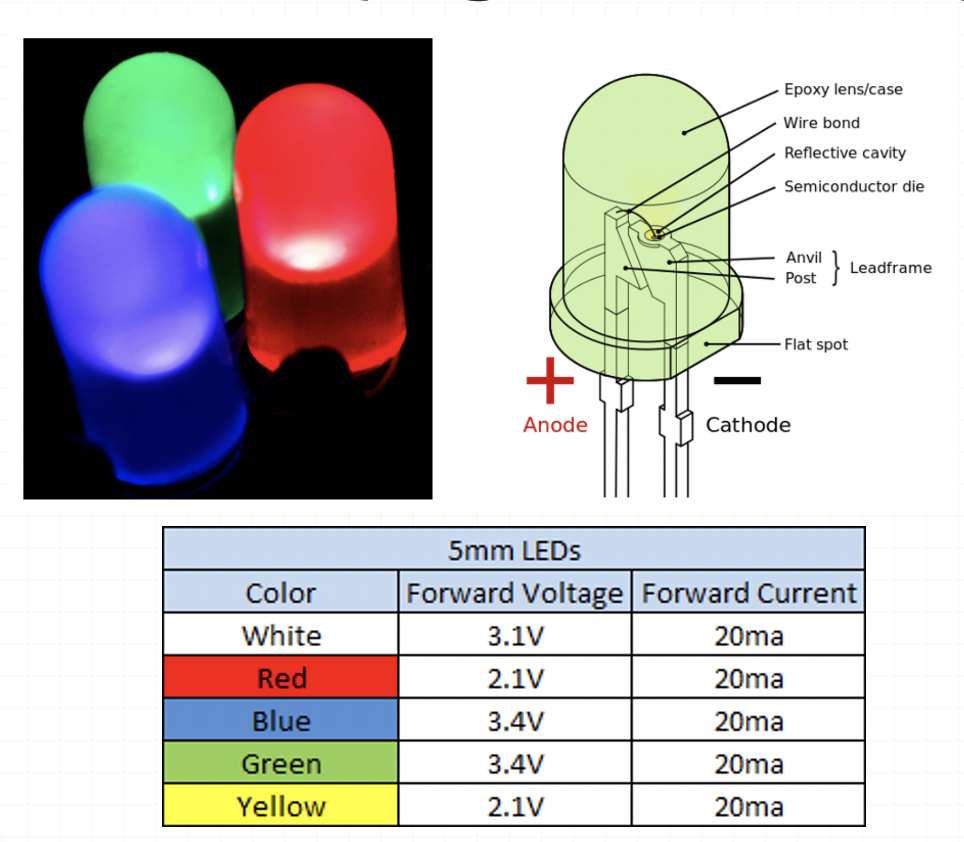 Epoxy lens/case
Wire bond
Reflective cavity
Semiconductor die
Anvil
Post
} Leadframe
Flat spot
+
−
Anode
Cathode
5mm LEDs
Color Forward Voltage Forward Current
White 3.1V 20ma
Red 2.1V 20ma
Blue 3.4V 20ma
Green 3.4V 20ma
Yellow 2.1V 20ma